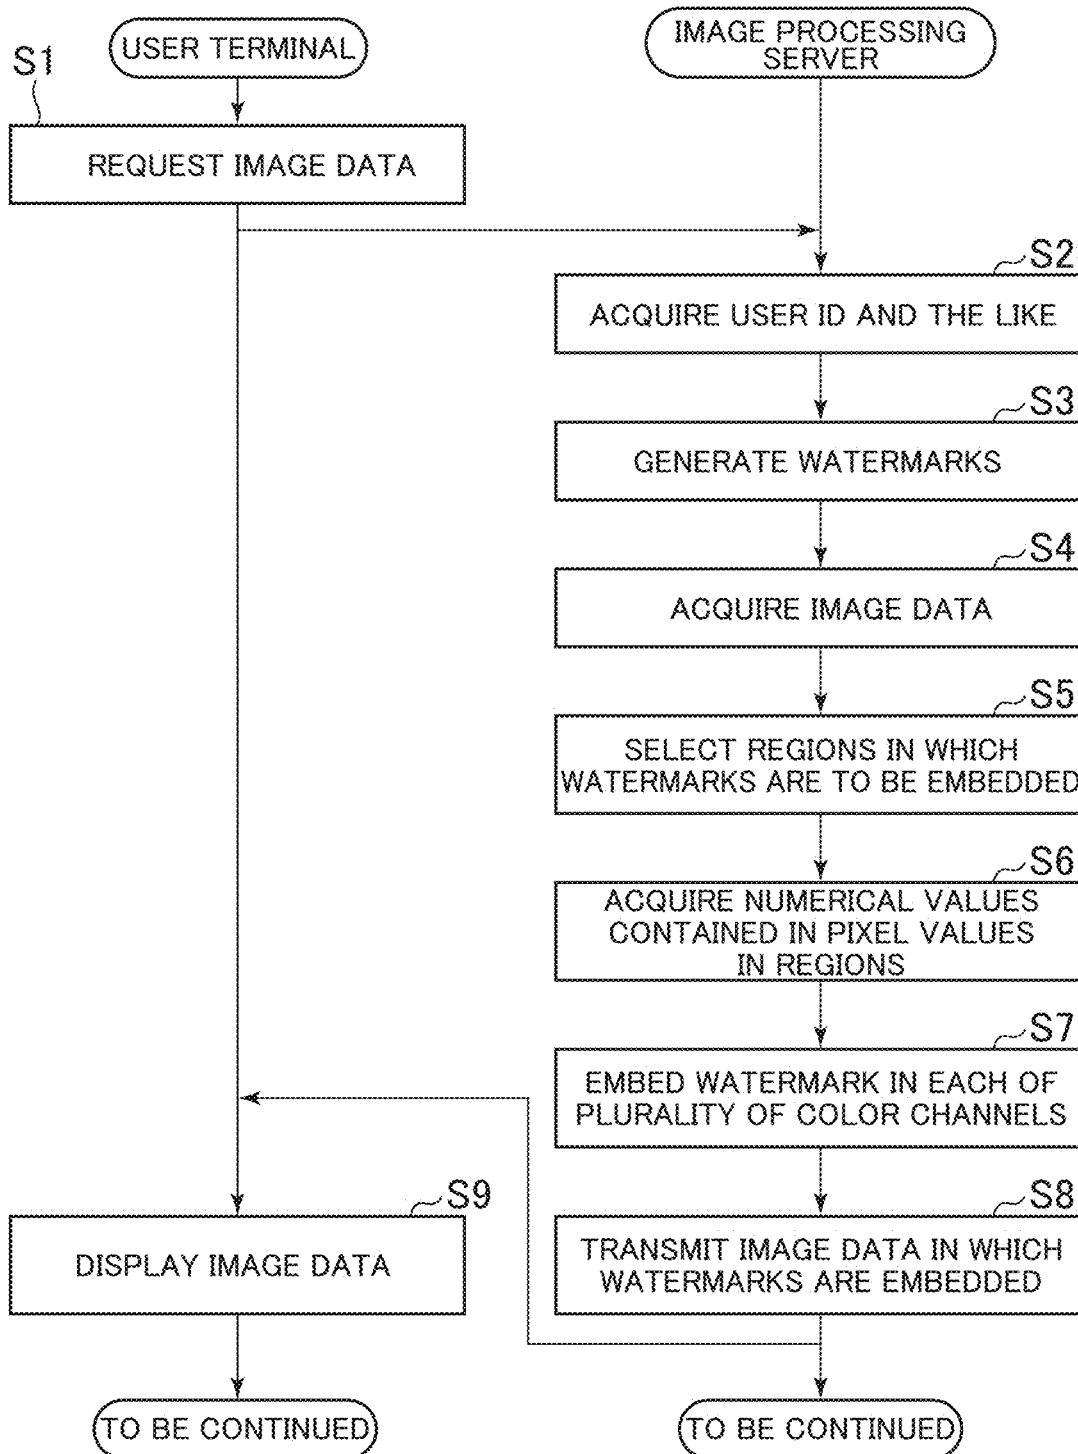 USER TERMINAL
IMAGE PROCESSING
SERVER
S1
REQUEST IMAGE DATA
S2
ACQUIRE USER ID AND THE LIKE
S3
GENERATE WATERMARKS
S4
ACQUIRE IMAGE DATA
S5
SELECT REGIONS IN WHICH
WATERMARKS ARE TO BE EMBEDDED
S6
ACQUIRE NUMERICAL VALUES
CONTAINED IN PIXEL VALUES
IN REGIONS
S7
EMBED WATERMARK IN EACH OF
PLURALITY OF COLOR CHANNELS
S8
TRANSMIT IMAGE DATA IN WHICH
WATERMARKS ARE EMBEDDED
S9
DISPLAY IMAGE DATA
TO BE CONTINUED
TO BE CONTINUED